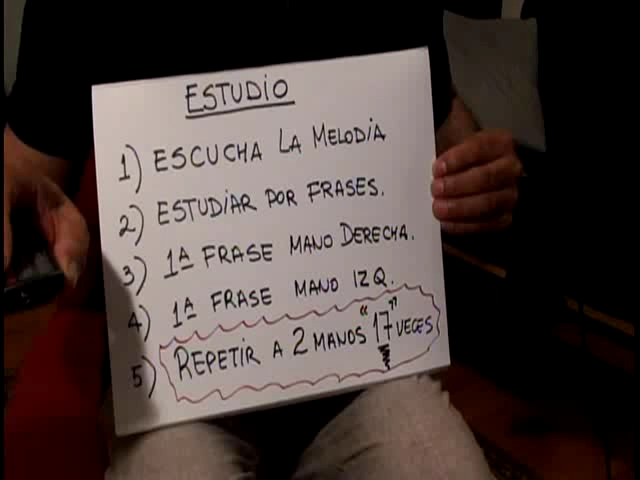 ESTUDIO
1) ESCUCHA LA MELODÍA
2) ESTUDIAR POR FRASES.
3) 1ª FRASE MANO DERECHA.
4) 1ª FRASE MANO IZQ.
5) REPETIR A 2 MANOS "17" VECES